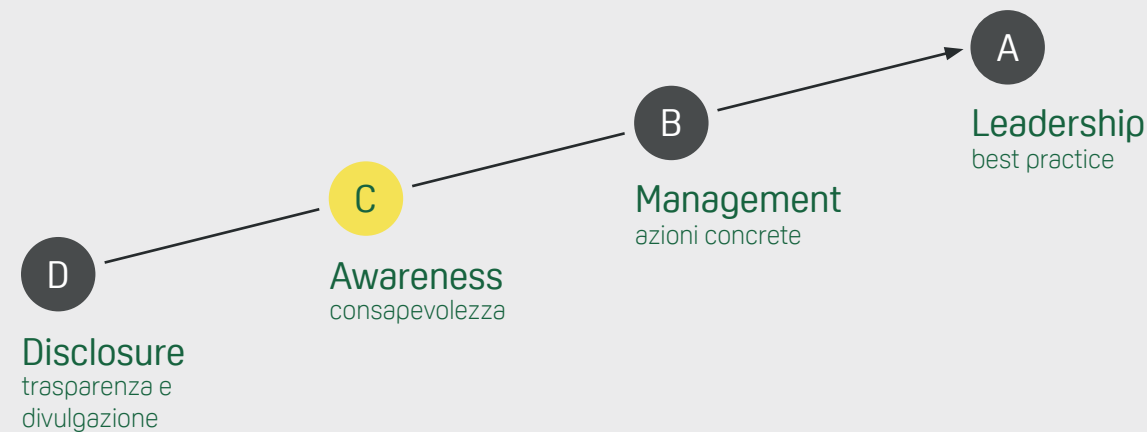 A
Leadership
best practice
B
Management
azioni concrete
C
Awareness
consapevolezza
D
Disclosure
trasparenza e
divulgazione